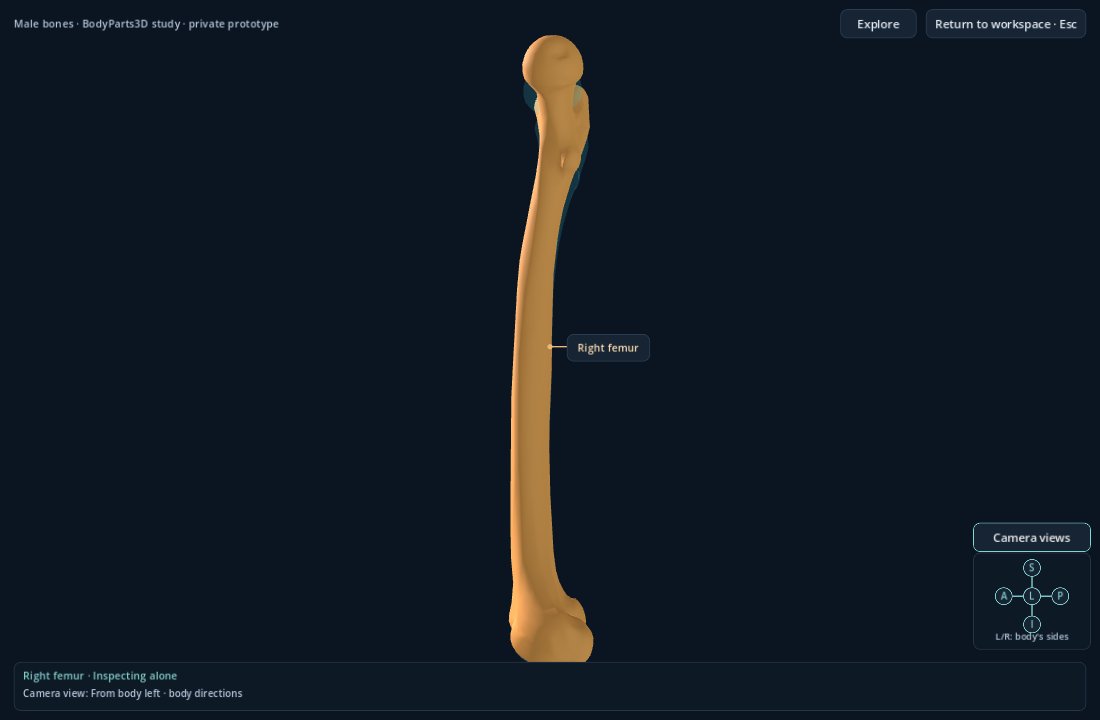 Male bones · BodyParts3D study · private prototype
Explore
Return to workspace · Esc
Right femur
Camera views
S
A L P
I
L/R: body's sides
Right femur · Inspecting alone
Camera view: From body left · body directions